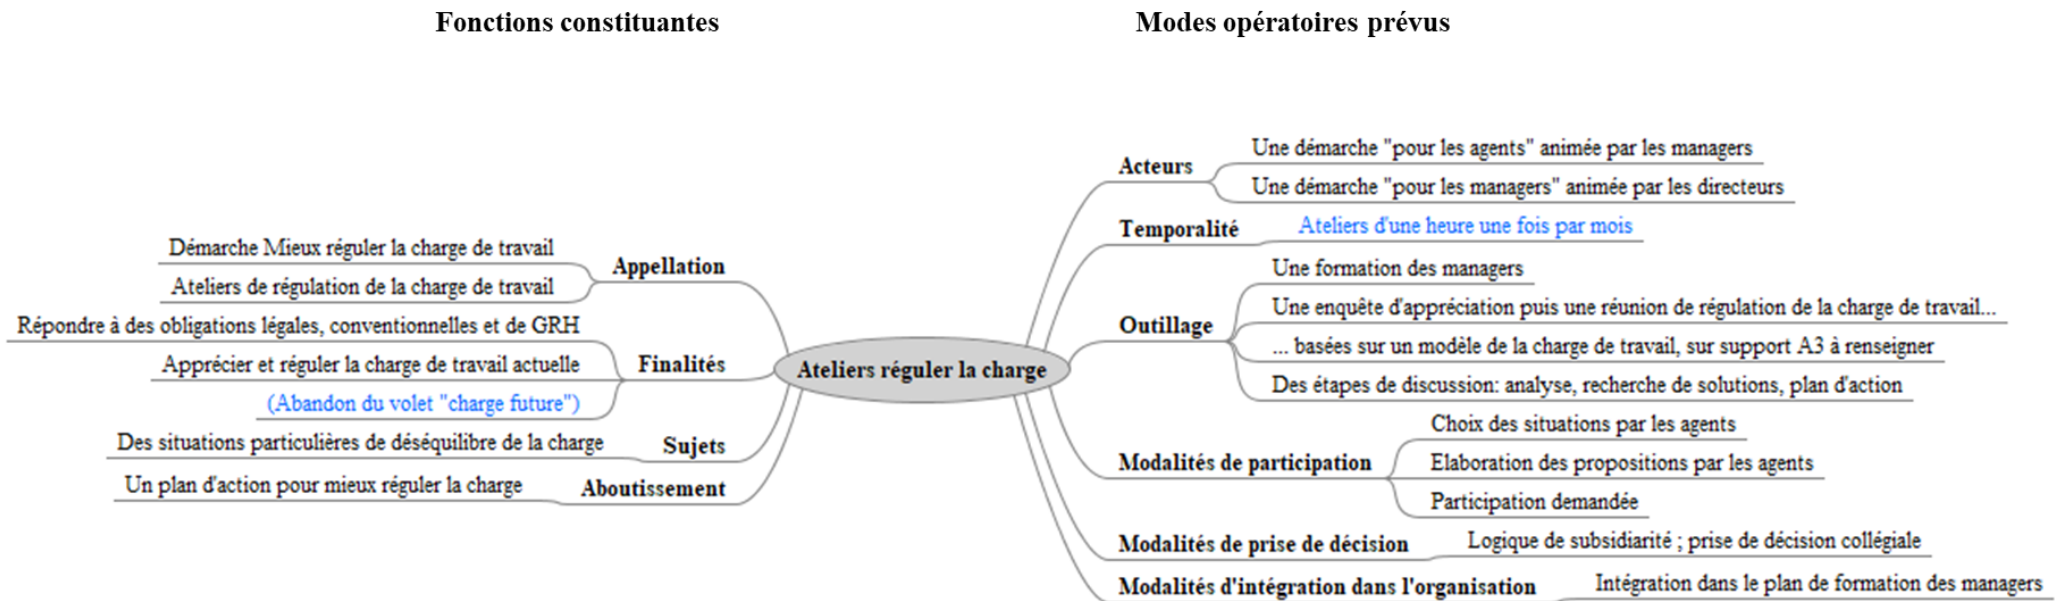 Fonctions constituantes
Modes opératoires prévus
Appellation
Démarche Mieux réguler la charge de travail
Ateliers de régulation de la charge de travail
Finalités
Répondre à des obligations légales, conventionnelles et de GRH
Apprécier et réguler la charge de travail actuelle
(Abandon du volet "charge future")
Sujets
Des situations particulières de déséquilibre de la charge
Aboutissement
Un plan d'action pour mieux réguler la charge
Ateliers réguler la charge
Acteurs
Une démarche "pour les agents" animée par les managers
Une démarche "pour les managers" animée par les directeurs
Temporalité
Ateliers d'une heure une fois par mois
Outillage
Une formation des managers
Une enquête d'appréciation puis une réunion de régulation de la charge de travail...
... basées sur un modèle de la charge de travail, sur support A3 à renseigner
Des étapes de discussion: analyse, recherche de solutions, plan d'action
Modalités de participation
Choix des situations par les agents
Elaboration des propositions par les agents
Participation demandée
Modalités de prise de décision
Logique de subsidiarité ; prise de décision collégiale
Modalités d'intégration dans l'organisation
Intégration dans le plan de formation des managers